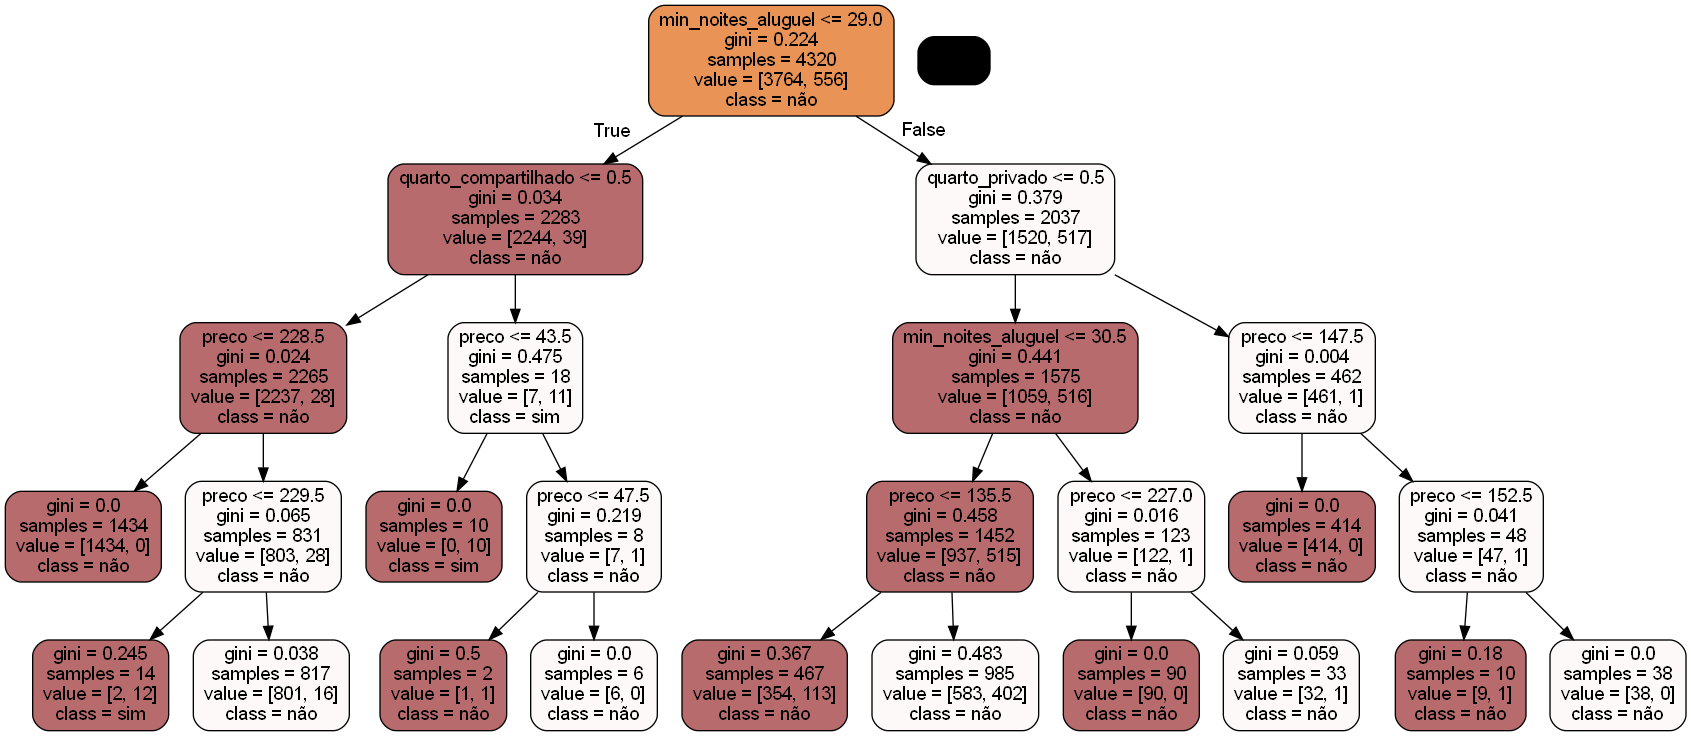 min_noites_aluguel <= 29.0
gini = 0.224
samples = 4320
value = [3764, 556]
class = não
True
False
quarto_compartilhado <= 0.5
gini = 0.034
samples = 2283
value = [2244, 39]
class = não
quarto_privado <= 0.5
gini = 0.379
samples = 2037
value = [1520, 517]
class = não
preco <= 228.5
gini = 0.024
samples = 2265
value = [2237, 28]
class = não
preco <= 43.5
gini = 0.475
samples = 18
value = [7, 11]
class = sim
min_noites_aluguel <= 30.5
gini = 0.441
samples = 1575
value = [1059, 516]
class = não
preco <= 147.5
gini = 0.004
samples = 462
value = [461, 1]
class = não
gini = 0.0
samples = 1434
value = [1434, 0]
class = não
preco <= 229.5
gini = 0.065
samples = 831
value = [803, 28]
class = não
gini = 0.0
samples = 10
value = [0, 10]
class = sim
preco <= 47.5
gini = 0.219
samples = 8
value = [7, 1]
class = não
preco <= 135.5
gini = 0.458
samples = 1452
value = [937, 515]
class = não
preco <= 227.0
gini = 0.016
samples = 123
value = [122, 1]
class = não
gini = 0.0
samples = 414
value = [414, 0]
class = não
preco <= 152.5
gini = 0.041
samples = 48
value = [47, 1]
class = não
gini = 0.245
samples = 14
value = [2, 12]
class = sim
gini = 0.038
samples = 817
value = [801, 16]
class = não
gini = 0.5
samples = 2
value = [1, 1]
class = não
gini = 0.0
samples = 6
value = [6, 0]
class = não
gini = 0.367
samples = 467
value = [354, 113]
class = não
gini = 0.483
samples = 985
value = [583, 402]
class = não
gini = 0.0
samples = 90
value = [90, 0]
class = não
gini = 0.059
samples = 33
value = [32, 1]
class = não
gini = 0.18
samples = 10
value = [9, 1]
class = não
gini = 0.0
samples = 38
value = [38, 0]
class = não